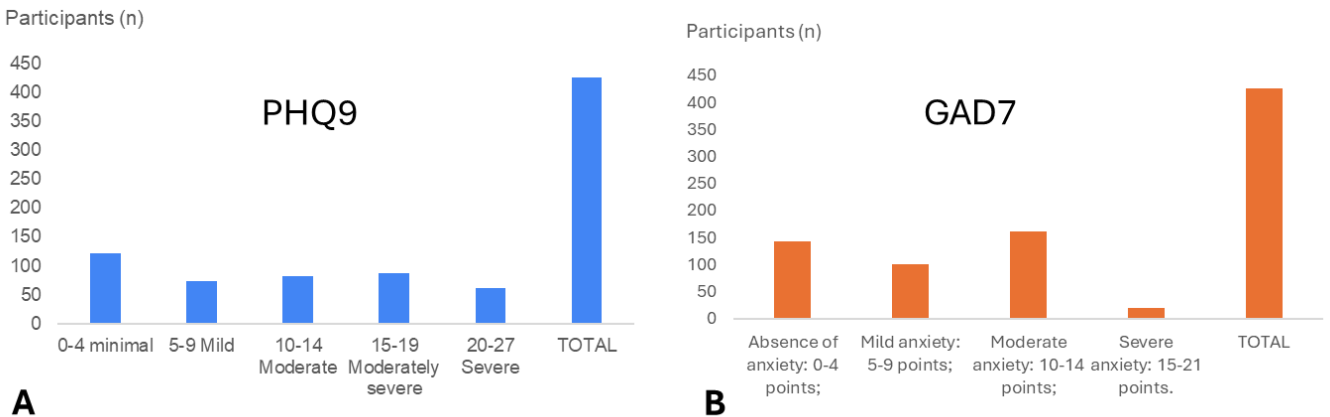 Participants (n)
450
400
350
300
250
200
150
100
50
0
PHQ9
0-4 minimal
5-9 Mild
10-14
Moderate
15-19
Moderately
severe
20-27
Severe
TOTAL
A
Participants (n)
450
400
350
300
250
200
150
100
50
0
GAD7
Absence of
anxiety: 0-4
points;
Mild anxiety:
5-9 points;
Moderate
anxiety: 10-14
points;
Severe
anxiety: 15-21
points.
TOTAL
B